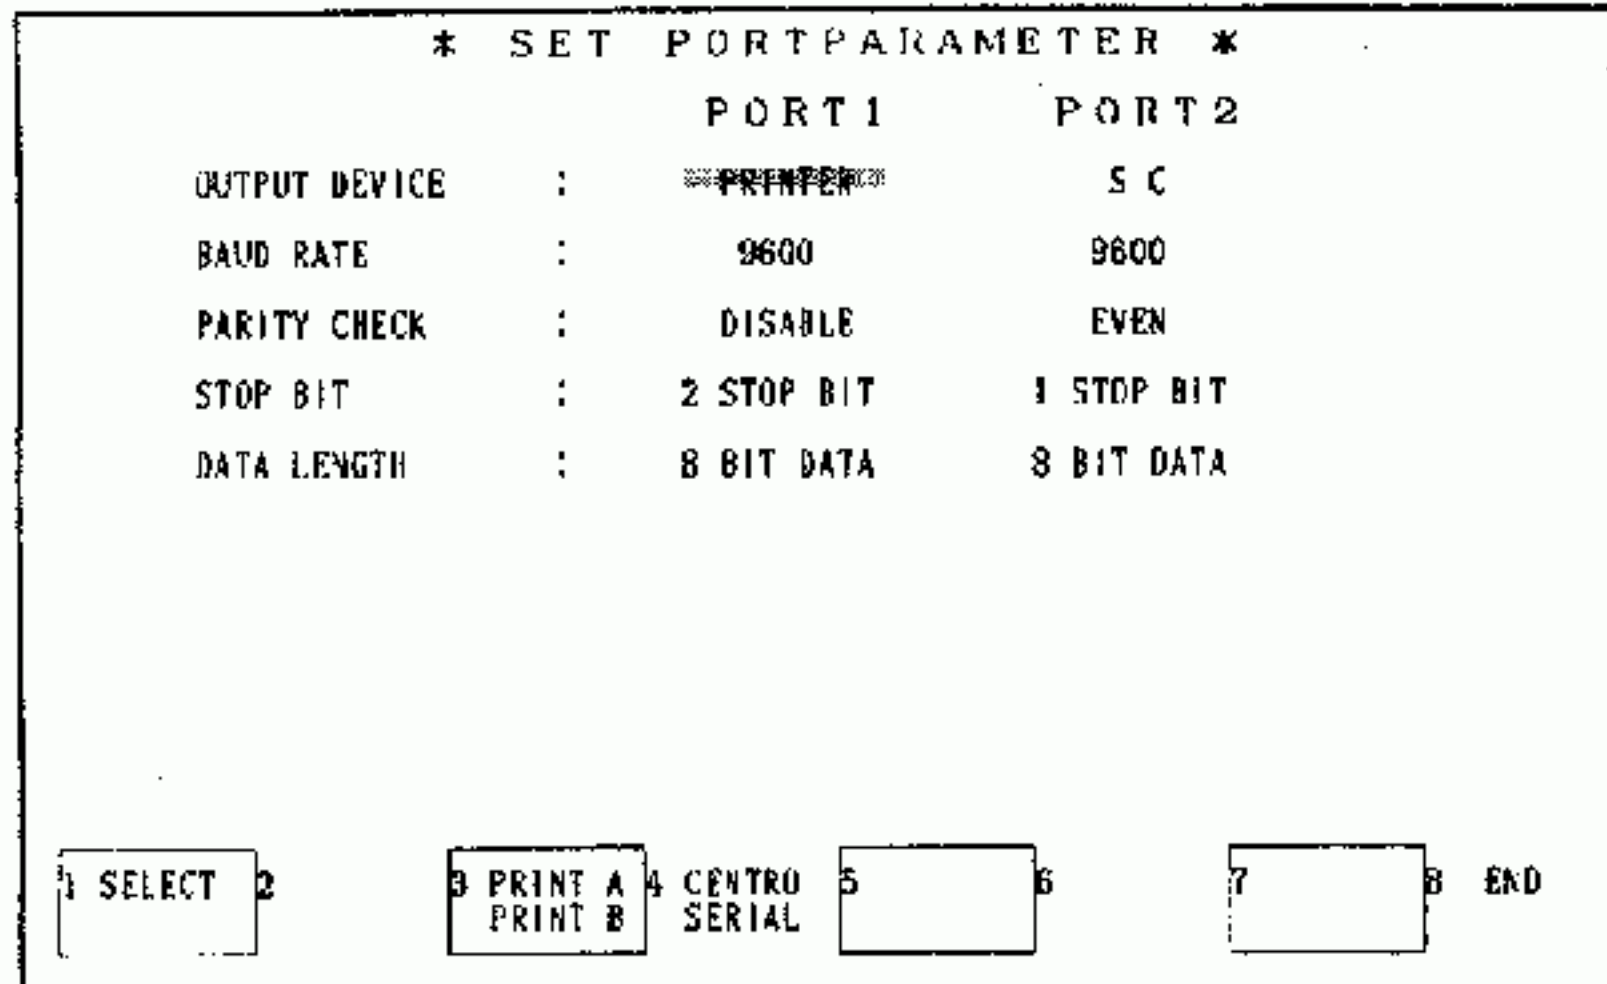 * SET PORTPARAMETER *
PORT1 PORT2
OUTPUT DEVICE : PRINTER S C
BAUD RATE : 9600 9600
PARITY CHECK : DISABLE EVEN
STOP BIT : 2 STOP BIT 1 STOP BIT
DATA LENGTH : 8 BIT DATA 8 BIT DATA
1 SELECT 2 3 PRINT A 4 CENTRO 5 6 7 8 END
PRINT B SERIAL